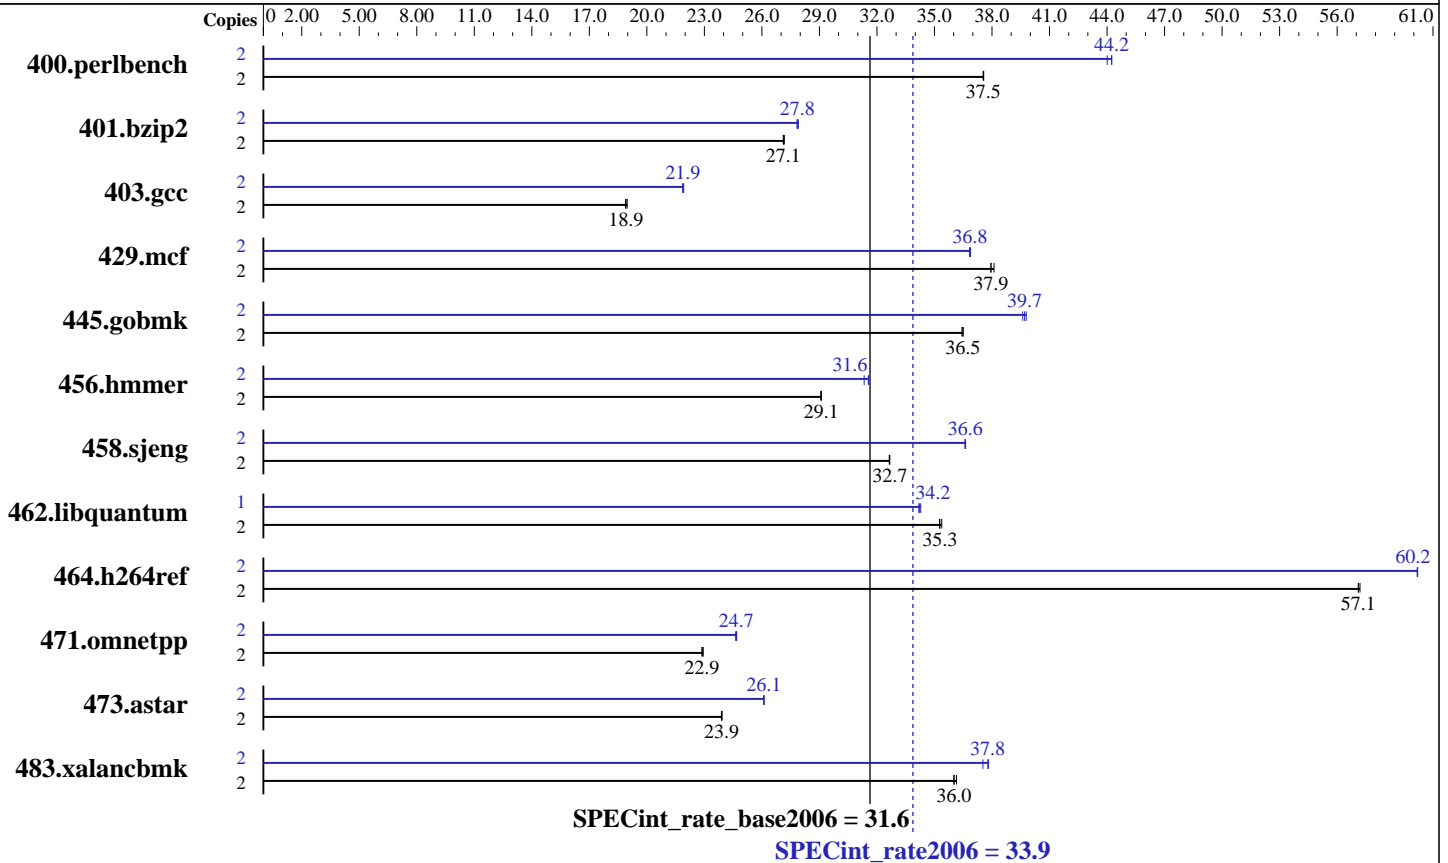 Copies 0 2.00 5.00 8.00 11.0 14.0 17.0 20.0 23.0 26.0 29.0 32.0 35.0 38.0 41.0 44.0 47.0 50.0 53.0 56.0 61.0
400.perlbench 2 44.2
2 37.5
401.bzip2 2 27.8
2 27.1
403.gcc 2 21.9
2 18.9
429.mcf 2 36.8
2 37.9
445.gobmk 2 39.7
2 36.5
456.hmmer 2 31.6
2 29.1
458.sjeng 2 36.6
2 32.7
462.libquantum 1 34.2
2 35.3
464.h264ref 2 60.2
2 57.1
471.omnetpp 2 24.7
2 22.9
473.astar 2 26.1
2 23.9
483.xalancbmk 2 37.8
2 36.0
SPECint_rate_base2006 = 31.6
SPECint_rate2006 = 33.9